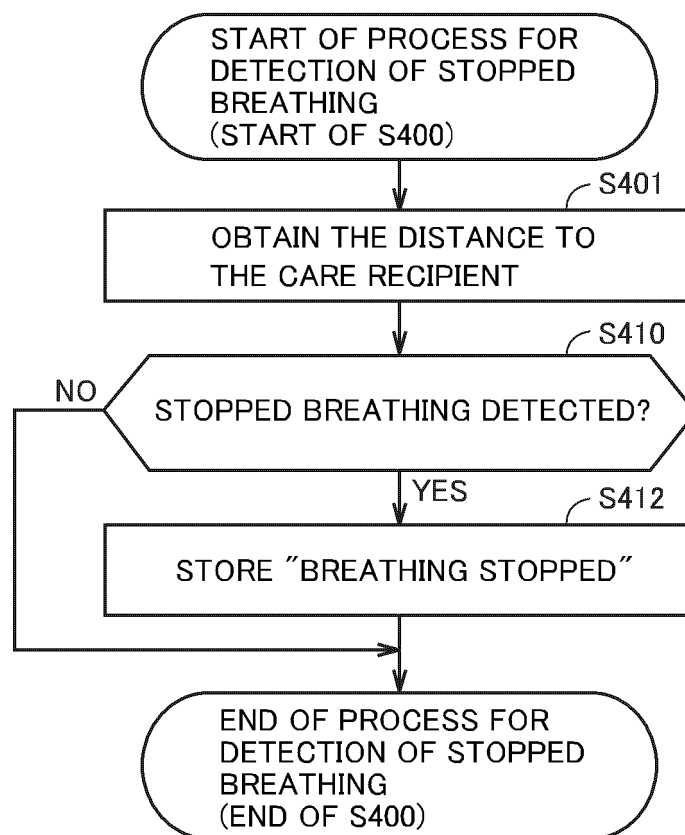 START OF PROCESS FOR
DETECTION OF STOPPED
BREATHING
(START OF S400)
S401
OBTAIN THE DISTANCE TO
THE CARE RECIPIENT
S410
NO
STOPPED BREATHING DETECTED?
YES
S412
STORE "BREATHING STOPPED"
END OF PROCESS FOR
DETECTION OF STOPPED
BREATHING
(END OF S400)